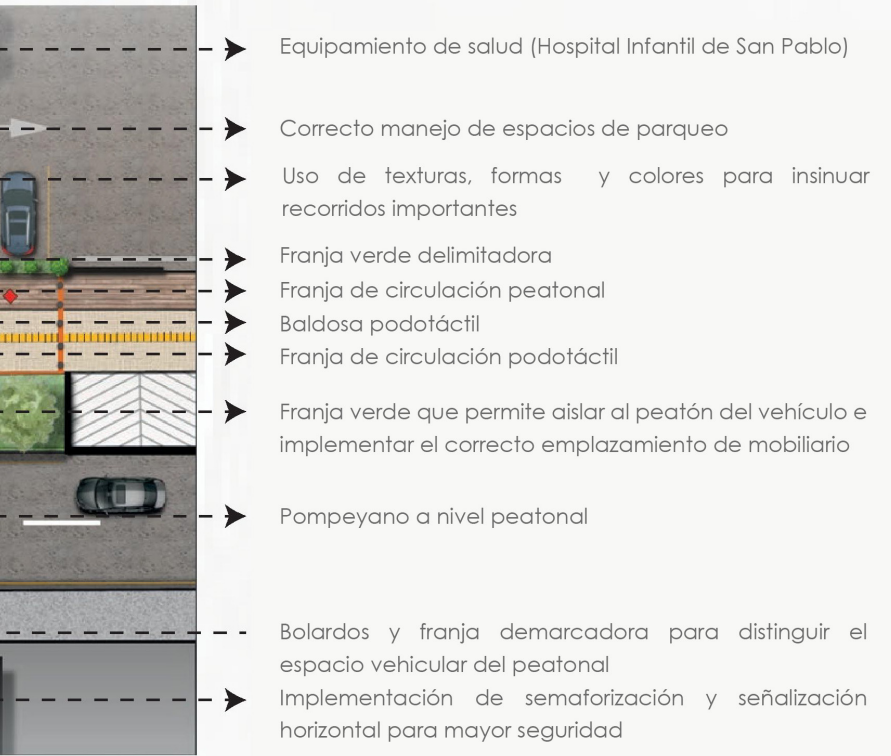 Equipamiento de salud (Hospital Infantil de San Pablo)
Correcto manejo de espacios de parqueo
Uso de texturas, formas y colores para insinuar
recorridos importantes
Franja verde delimitadora
Franja de circulación peatonal
Baldosa podotáctil
Franja de circulación podotáctil
Franja verde que permite aislar al peatón del vehículo e
implementar el correcto emplazamiento de mobiliario
Pompeyano a nivel peatonal
Bolardos y franja demarcadora para distinguir el
espacio vehicular del peatonal
Implementación de semaforización y señalización
horizontal para mayor seguridad